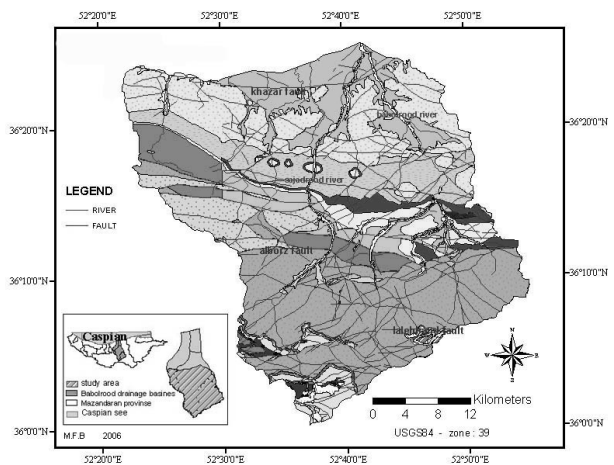 52°20'0"E 52°30'0"E 52°40'0"E 52°50'0"E
khazar fault
babolrood river
36°20'0"N 36°20'0"N
sajadrood river
LEGEND
RIVER
FAULT
alborz fault
36°10'0"N 36°10'0"N
lalehband fault
Caspian
study area
Babolrood drainage basines
Mazandaran provinse
Caspian see
N
W E
S
Kilometers
0 4 8 12
USGS84 - zone : 39
M.F.B 2006
36°0'0"N 36°0'0"N
52°20'0"E 52°30'0"E 52°40'0"E 52°50'0"E